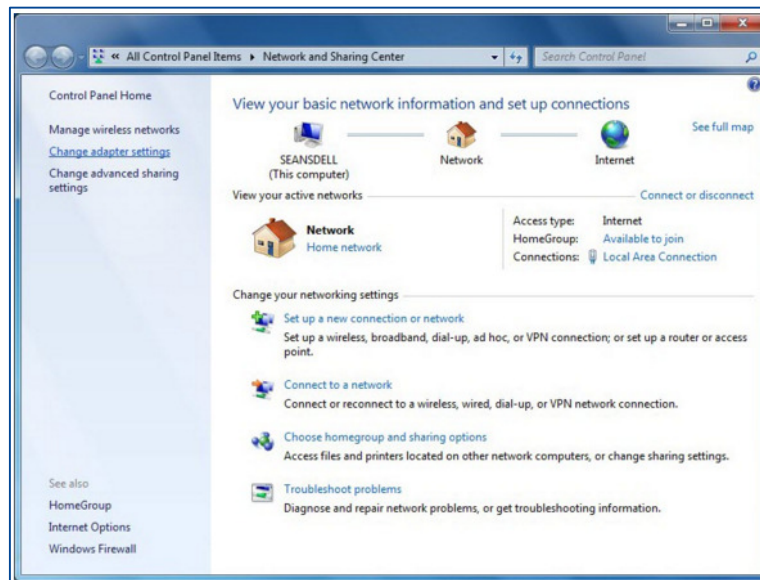 « All Control Panel Items ▸ Network and Sharing Center
Search Control Panel
Control Panel Home
Manage wireless networks
Change adapter settings
Change advanced sharing
settings
See also
HomeGroup
Internet Options
Windows Firewall
View your basic network information and set up connections
See full map
SEANSDELL
(This computer)
Network
Internet
View your active networks
Connect or disconnect
Network
Home network
Access type: Internet
HomeGroup: Available to join
Connections: Local Area Connection
Change your networking settings
Set up a new connection or network
Set up a wireless, broadband, dial-up, ad hoc, or VPN connection; or set up a router or access
point.
Connect to a network
Connect or reconnect to a wireless, wired, dial-up, or VPN network connection.
Choose homegroup and sharing options
Access files and printers located on other network computers, or change sharing settings.
Troubleshoot problems
Diagnose and repair network problems, or get troubleshooting information.